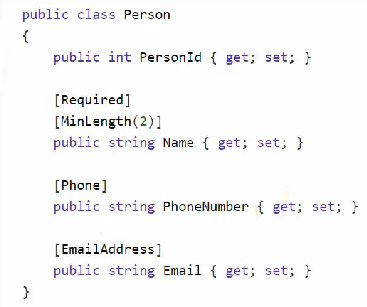 public class Person
{
    public int PersonId { get; set; }

    [Required]
    [MinLength(2)]
    public string Name { get; set; }

    [Phone]
    public string PhoneNumber { get; set; }

    [EmailAddress]
    public string Email { get; set; }
}